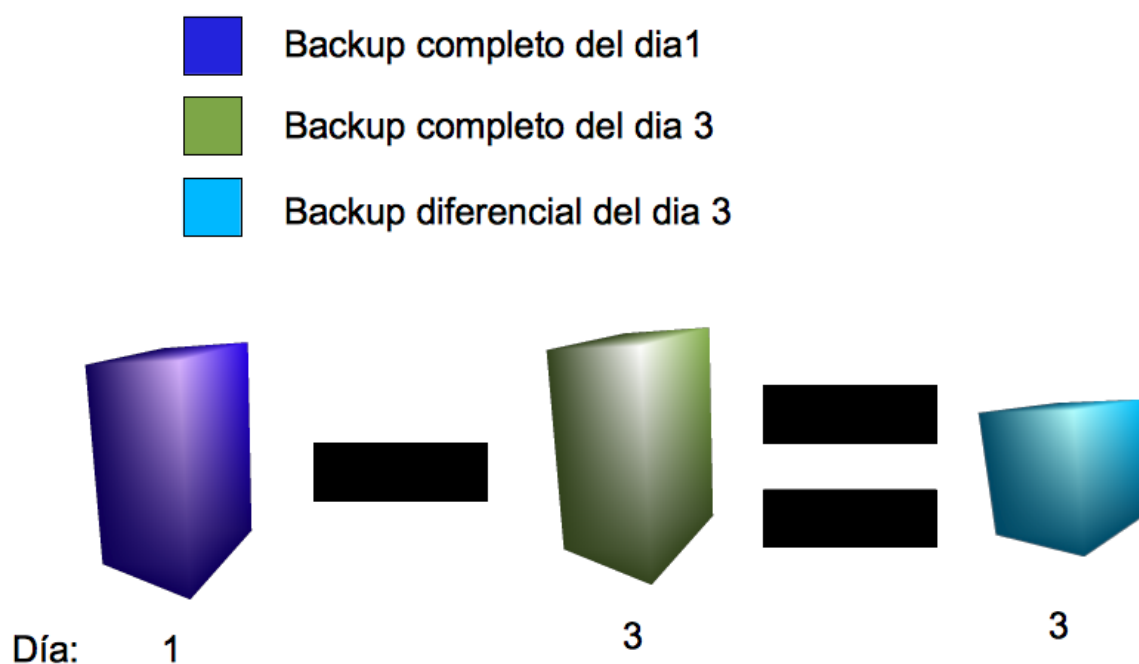 Backup completo del dia1
Backup completo del dia 3
Backup diferencial del dia 3
Día: 1 3 3